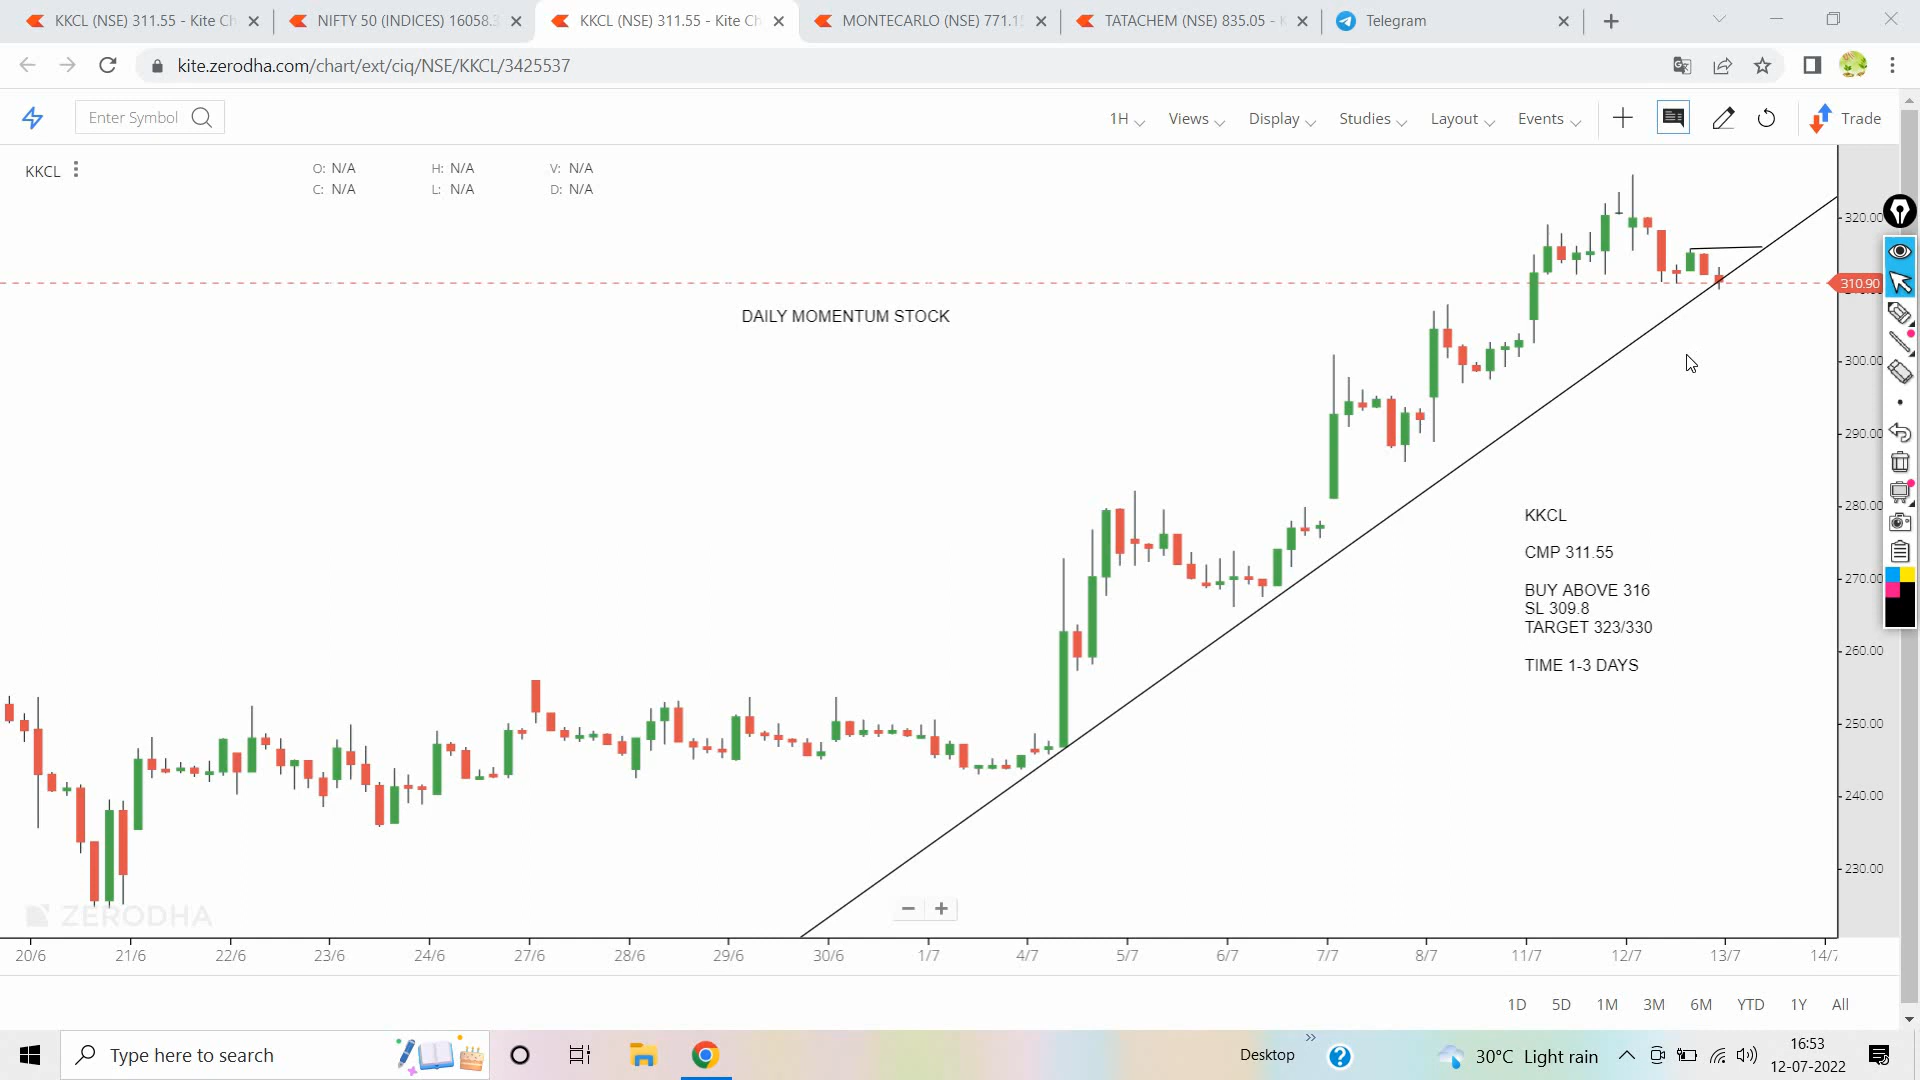 KKCL (NSE) 311.55 - Kite Ch
NIFTY 50 (INDICES) 16058.3
KKCL (NSE) 311.55 - Kite Ch
MONTECARLO (NSE) 771.15
TATACHEM (NSE) 835.05 - K
Telegram
kite.zerodha.com/chart/ext/ciq/NSE/KKCL/3425537
Enter Symbol
1H
Views
Display
Studies
Layout
Events
Trade
KKCL
O: N/A
H: N/A
V: N/A
C: N/A
L: N/A
D: N/A
320.00
310.90
300.00
290.00
280.00
270.00
260.00
250.00
240.00
230.00
DAILY MOMENTUM STOCK
KKCL
CMP 311.55
BUY ABOVE 316
SL 309.8
TARGET 323/330
TIME 1-3 DAYS
ZERODHA
20/6
21/6
22/6
23/6
24/6
27/6
28/6
29/6
30/6
1/7
4/7
5/7
6/7
7/7
8/7
11/7
12/7
13/7
14/7
1D
5D
1M
3M
6M
YTD
1Y
All
Type here to search
Desktop
30°C Light rain
16:53
12-07-2022